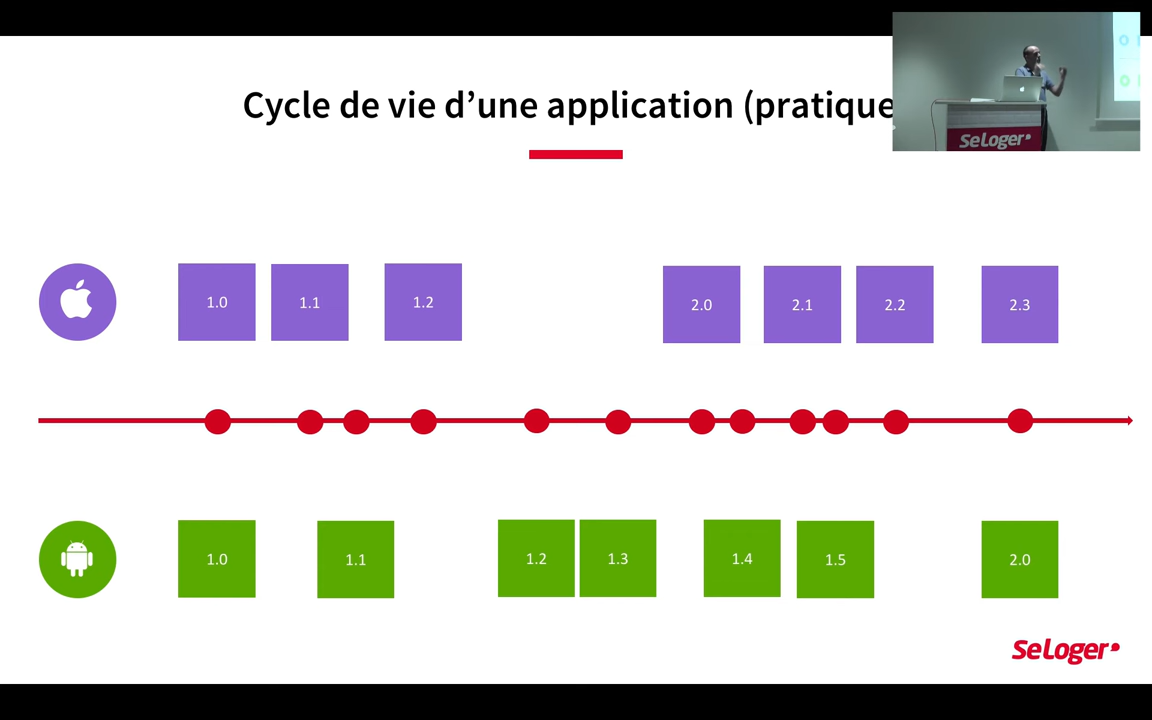 Cycle de vie d’une application (pratique
SeLoger
1.0 1.1 1.2 2.0 2.1 2.2 2.3
1.0 1.1 1.2 1.3 1.4 1.5 2.0
SeLoger